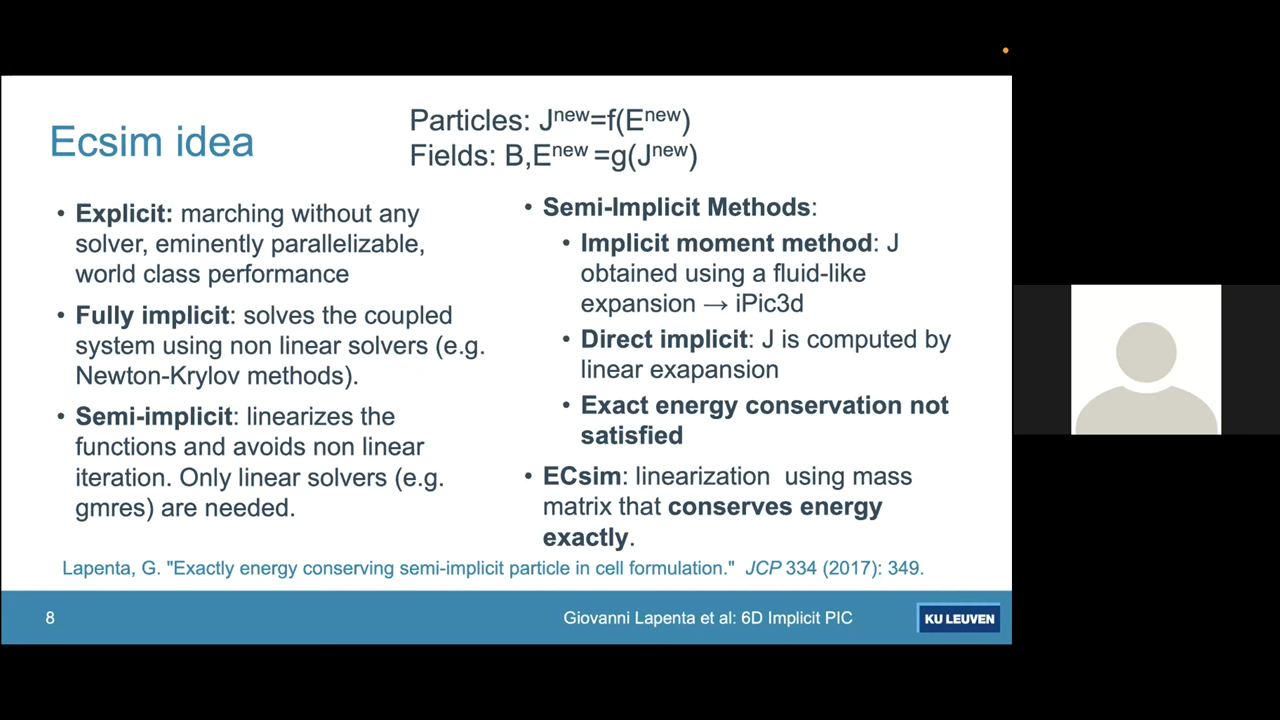 Ecsim idea
Particles: Jⁿᵉʷ=f(Eⁿᵉʷ)
Fields: B,Eⁿᵉʷ =g(Jⁿᵉʷ)
• Explicit: marching without any
solver, eminently parallelizable,
world class performance
• Fully implicit: solves the coupled
system using non linear solvers (e.g.
Newton-Krylov methods).
• Semi-implicit: linearizes the
functions and avoids non linear
iteration. Only linear solvers (e.g.
gmres) are needed.
• Semi-Implicit Methods:
• Implicit moment method: J
obtained using a fluid-like
expansion → iPic3d
• Direct implicit: J is computed by
linear exapansion
• Exact energy conservation not
satisfied
• ECsim: linearization using mass
matrix that conserves energy
exactly.
Lapenta, G. "Exactly energy conserving semi-implicit particle in cell formulation." JCP 334 (2017): 349.
8
Giovanni Lapenta et al: 6D Implicit PIC
KU LEUVEN